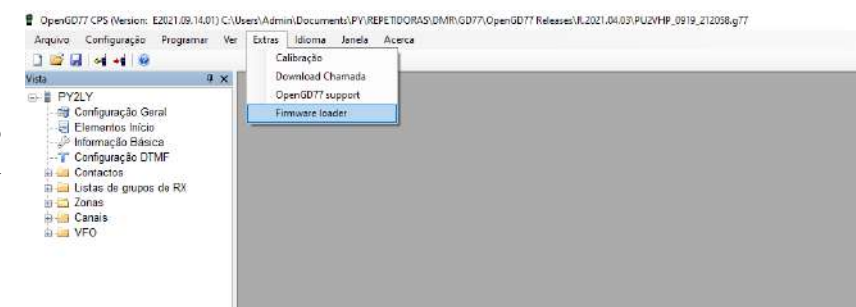 OpenGD77 CPS (Version: E2021.09.14.01) C:\Users\Admin\Documents\PY\REPETIDORAS\DMR\GD77\OpenGD77 Releases\R.2021.04.03\PU2VHP_0919_212058.g77
Arquivo Configuração Programar Ver Extras Idioma Janela Acerca
Calibração
Download Chamada
OpenGD77 support
Firmware loader
Vista
PY2LY
Configuração Geral
Elementos Início
Informação Básica
Configuração DTMF
Contactos
Listas de grupos de RX
Zonas
Canais
VFO